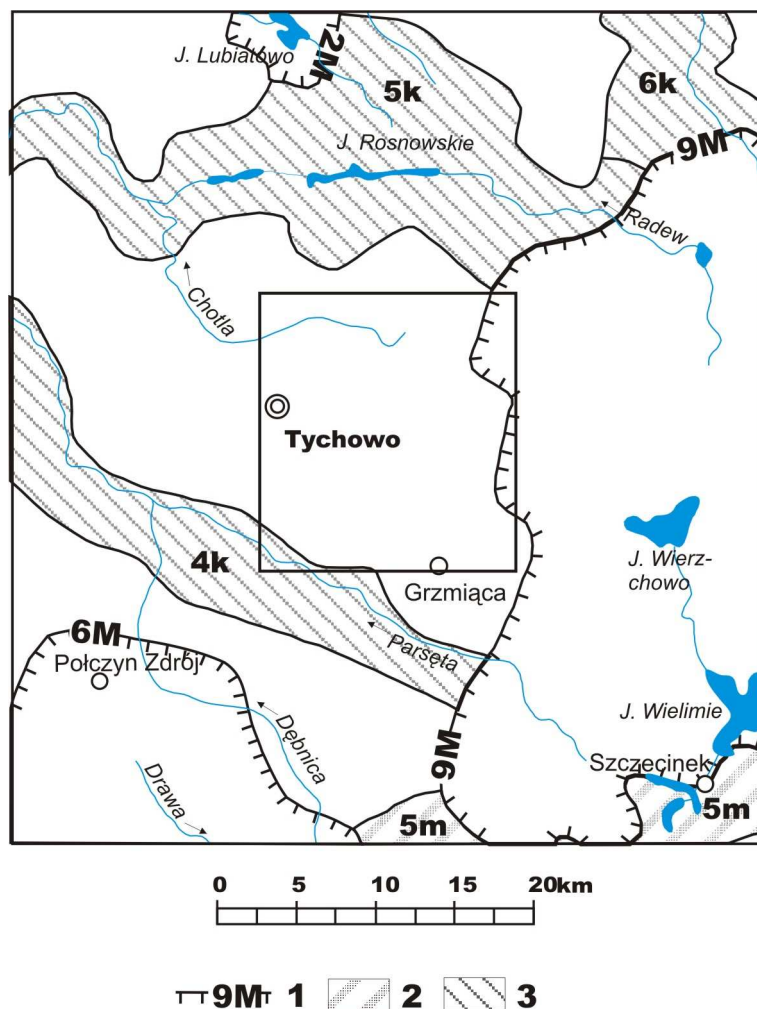 J. Lubiatowo
2M
5k
6k
J. Rosnowskie
9M
Radew
Chotla
Tychowo
4k
J. Wierz-
chowo
Grzmiąca
Parsęta
6M
Połczyn Zdrój
J. Wielimie
Dębnica
9M
Szczecinek
Drawa
5m
5m
0 5 10 15 20km
9M 1 2 3